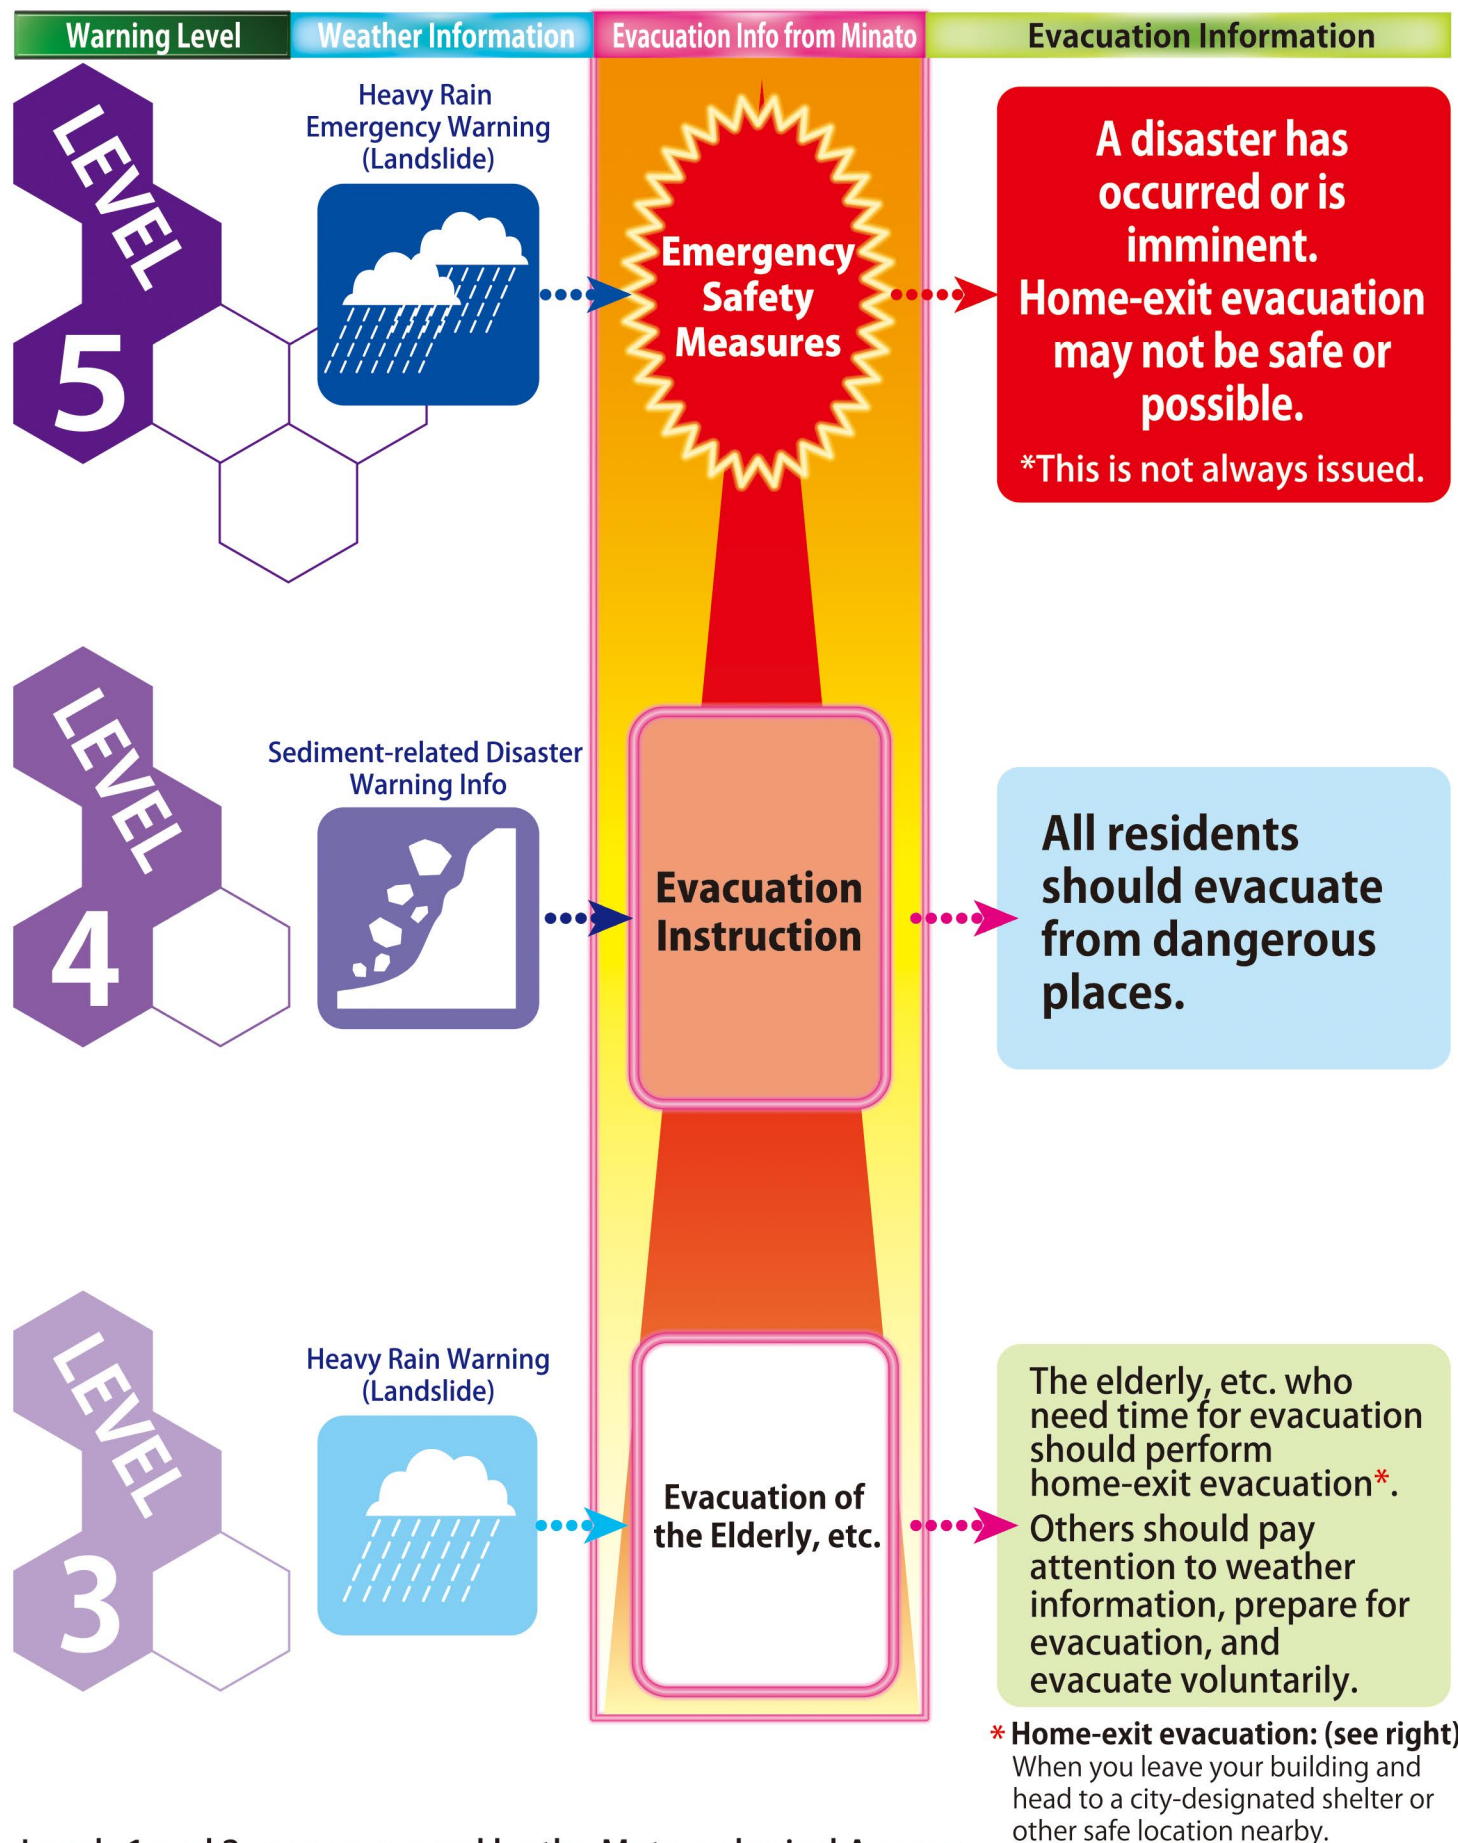 Warning Level
Weather Information
Evacuation Info from Minato
Evacuation Information
LEVEL
5
Heavy Rain
Emergency Warning
(Landslide)
Emergency
Safety
Measures
A disaster has
occurred or is
imminent.
Home-exit evacuation
may not be safe or
possible.
*This is not always issued.
LEVEL
4
Sediment-related Disaster
Warning Info
Evacuation
Instruction
All residents
should evacuate
from dangerous
places.
LEVEL
3
Heavy Rain Warning
(Landslide)
Evacuation of
the Elderly, etc.
The elderly, etc. who
need time for evacuation
should perform
home-exit evacuation*.
Others should pay
attention to weather
information, prepare for
evacuation, and
evacuate voluntarily.
* Home-exit evacuation: (see right)
When you leave your building and
head to a city-designated shelter or
other safe location nearby.